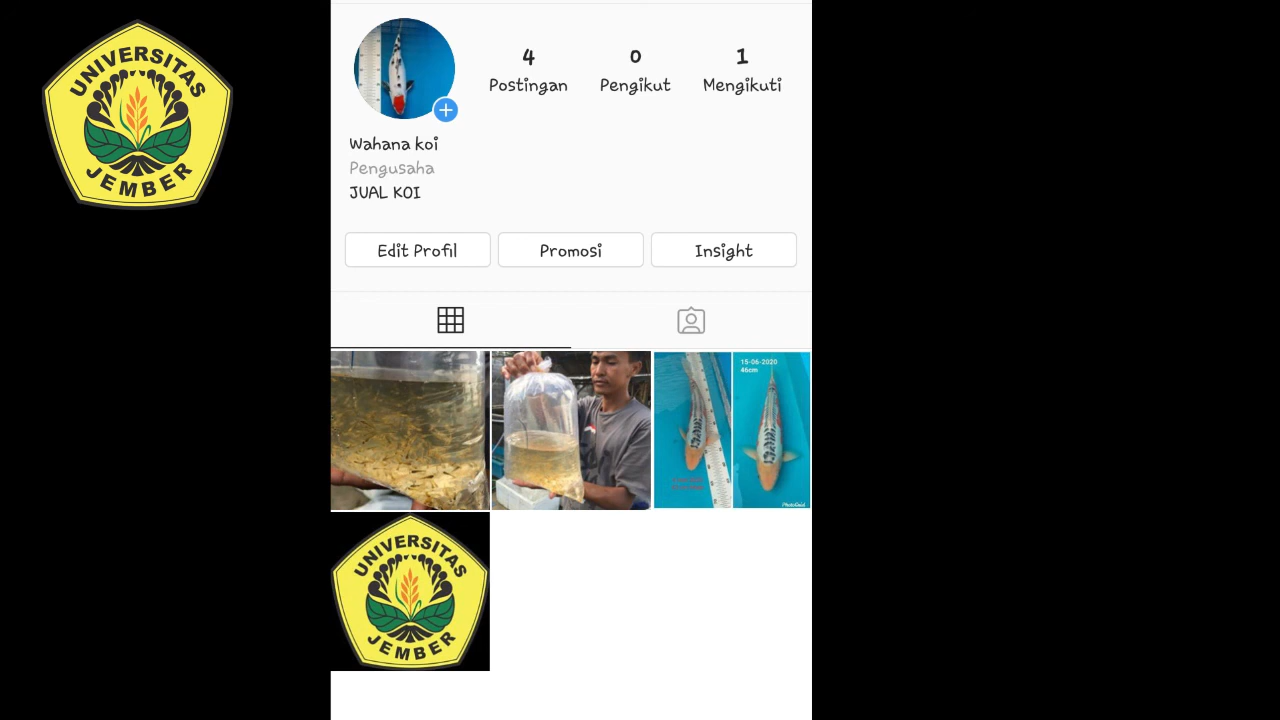 UNIVERSITAS
JEMBER
4
Postingan
0
Pengikut
1
Mengikuti
Wahana koi
Pengusaha
JUAL KOI
Edit Profil
Promosi
Insight
15-06-2020
46cm
PhotoGrid
UNIVERSITAS
JEMBER